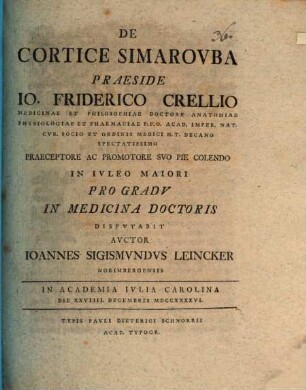 DE
CORTICE SIMAROVBA
PRAESIDE
IO. FRIDERICO CRELLIO
MEDICINAE ET PHILOSOPHIAE DOCTORE ANATOMIAE
PHYSIOLOGIAE ET PHARMATIAE P.P.O. ACAD. IMPER. NAT.
CVR. SOCIO ET ORDINIS MEDICI H.T. DECANO
SPECTATISSIMO
PRAECEPTORE AC PROMOTORE SVO PIE COLENDO
IN IVLEO MAIORI
PRO GRADV
IN MEDICINA DOCTORIS
DISPVTABIT
AVCTOR
IOANNES SIGISMVNDVS LEINCKER
NORIMBERGENSIS
IN ACADEMIA IVLIA CAROLINA
DIE XXVIIII. DECEMBRIS MDCCXXXXVI.
TYPIS PAVLI DIETERICI SCHNORRII
ACAD. TYPOGR.